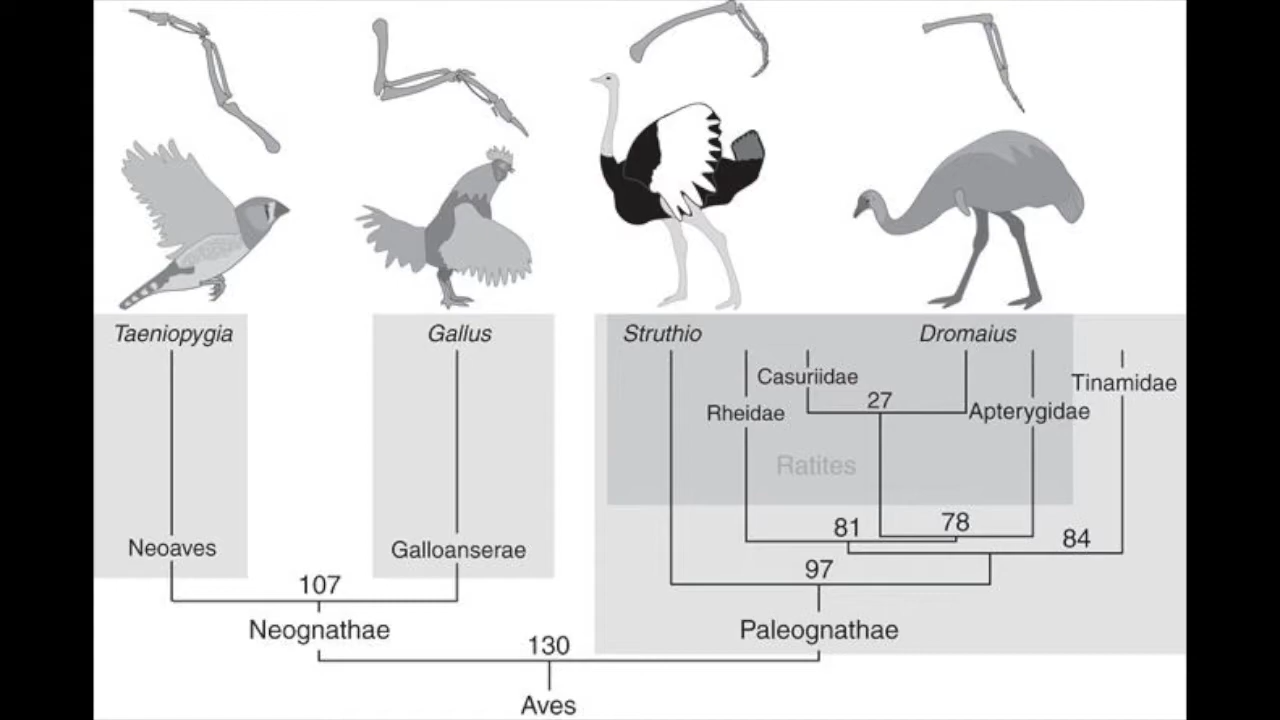 Taeniopygia
Gallus
Struthio
Dromaius
Casuriidae
Tinamidae
27
Rheidae
Apterygidae
Ratites
81
78
84
Neoaves
Galloanserae
97
107
Neognathae
Paleognathae
130
Aves